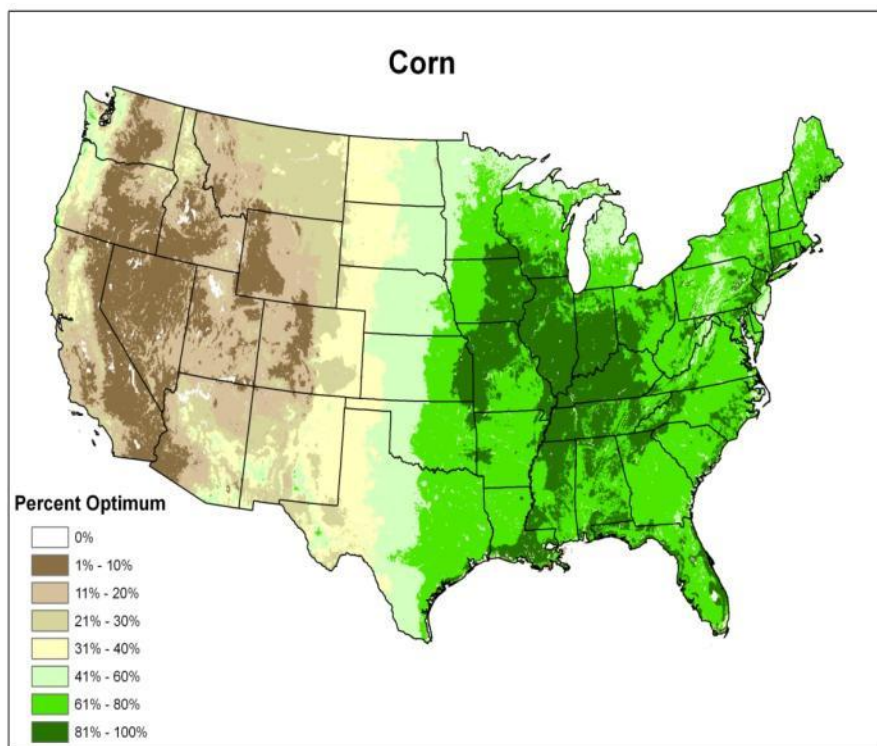 Corn
Percent Optimum
0%
1% - 10%
11% - 20%
21% - 30%
31% - 40%
41% - 60%
61% - 80%
81% - 100%